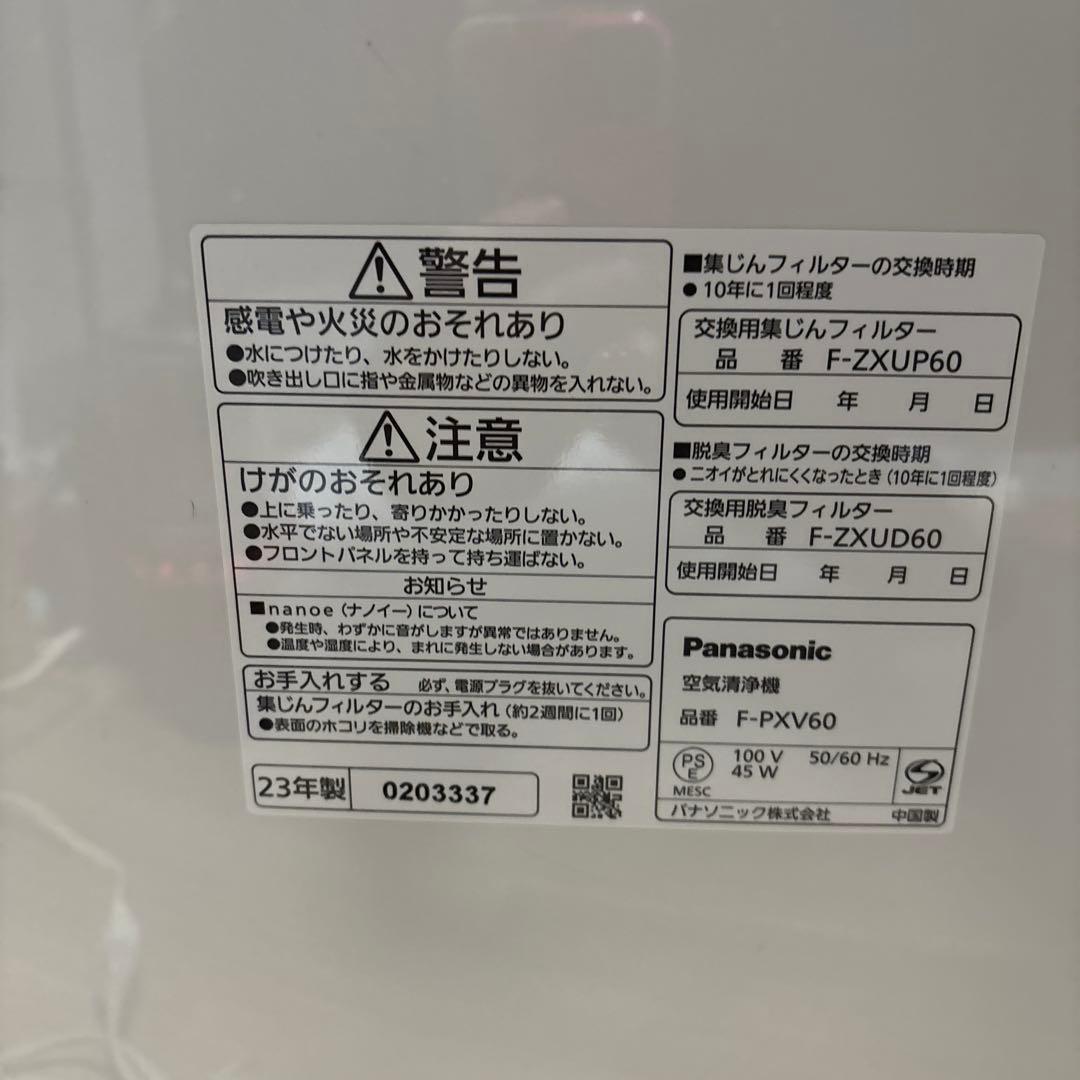 警告
感電や火災のおそれあり
●水につけたり、水をかけたりしない。
●吹き出し口に指や金属物などの異物を入れない。
注意
けがのおそれあり
●上に乗ったり、寄りかかったりしない。
●水平でない場所や不安定な場所に置かない。
●フロントパネルを持って持ち運ばない。
お知らせ
■nanoe(ナノイー)について
●発生時、わずかに音がしますが異常ではありません。
●温度や湿度により、まれに発生しない場合があります。
お手入れする 必ず、電源プラグを抜いてください。
集じんフィルターのお手入れ(約2週間に1回)
●表面のホコリを掃除機などで取る。
23年製 0203337
■集じんフィルターの交換時期
●10年に1回程度
交換用集じんフィルター
品 番 F-ZXUP60
使用開始日 年 月 日
■脱臭フィルターの交換時期
●ニオイがとれにくくなったとき(10年に1回程度)
交換用脱臭フィルター
品 番 F-ZXUD60
使用開始日 年 月 日
Panasonic
空気清浄機
品番 F-PXV60
PS E MESC 100 V 50/60 Hz
45 W
JET
パナソニック株式会社 中国製